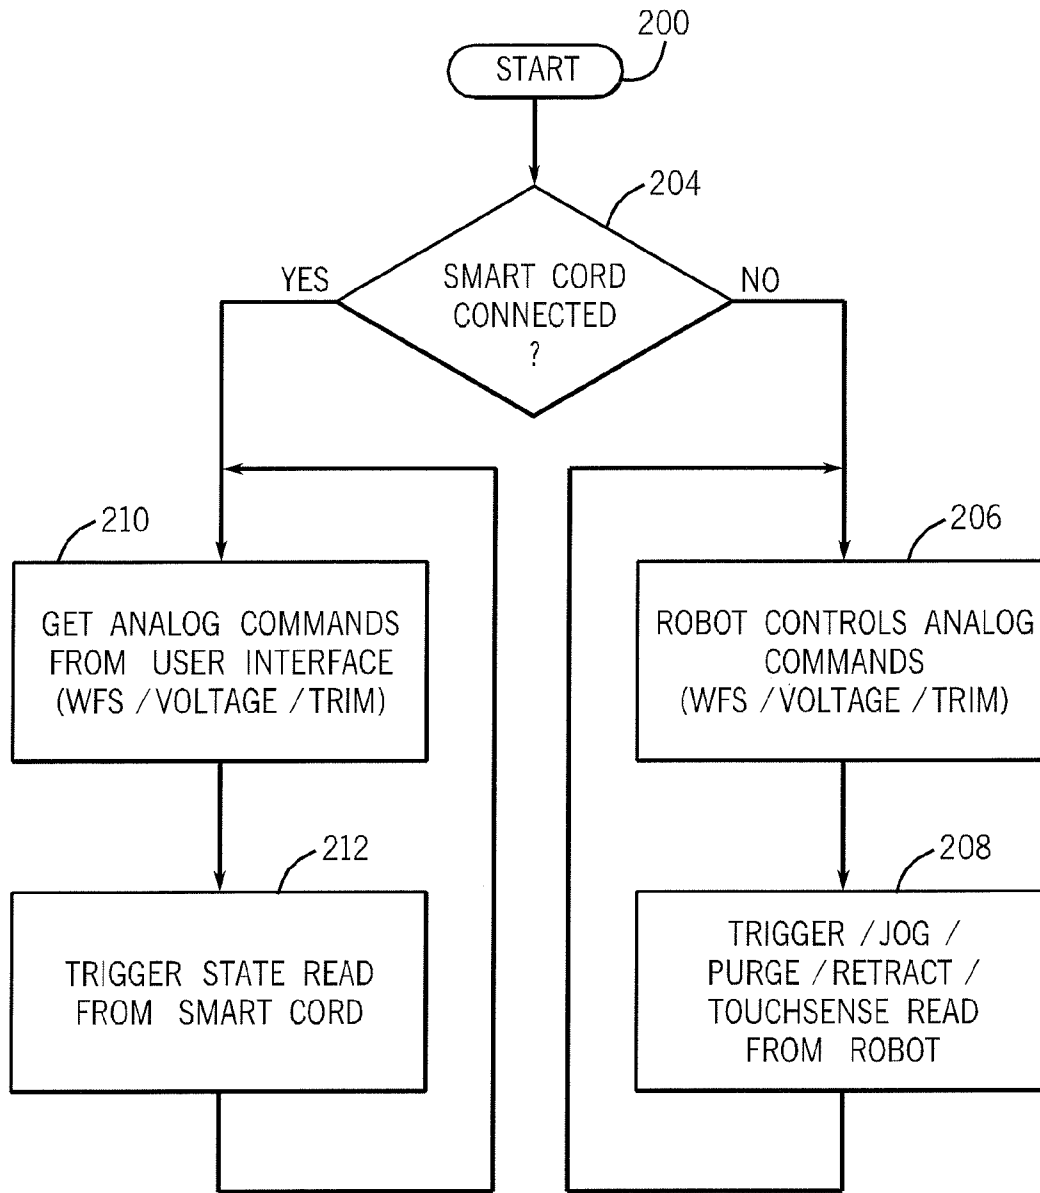 200
START
204
SMART CORD
CONNECTED
?
YES
NO
210
GET ANALOG COMMANDS
FROM USER INTERFACE
(WFS /VOLTAGE /TRIM)
206
ROBOT CONTROLS ANALOG
COMMANDS
(WFS /VOLTAGE /TRIM)
212
TRIGGER STATE READ
FROM SMART CORD
208
TRIGGER /JOG /
PURGE /RETRACT /
TOUCHSENSE READ
FROM ROBOT